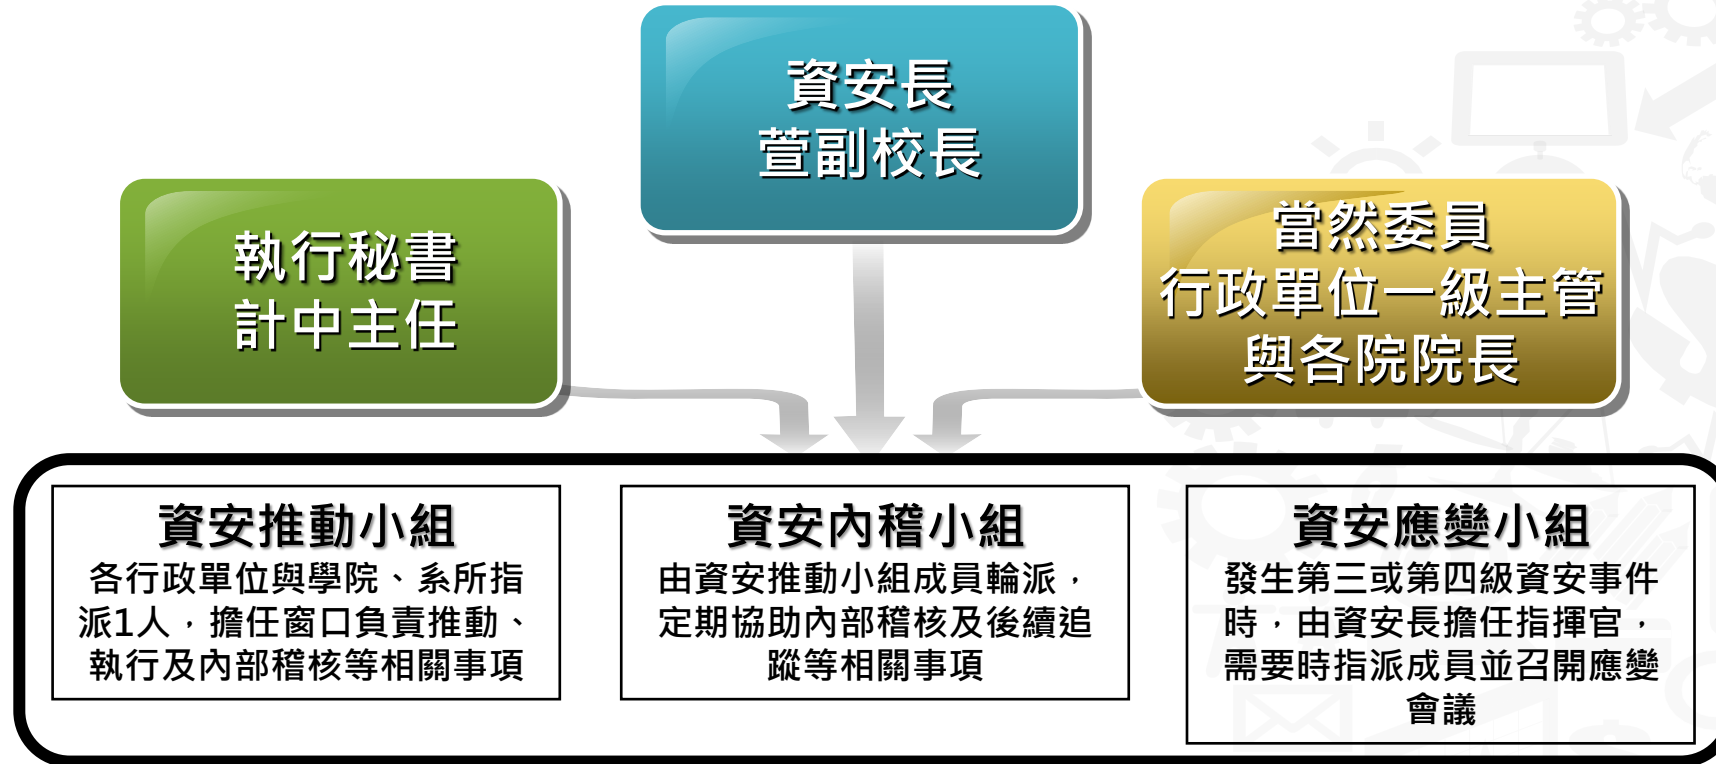 資安長
萱副校長
執行秘書
計中主任
當然委員
行政單位一級主管
與各院院長
資安推動小組
各行政單位與學院、系所指
派1人，擔任窗口負責推動、
執行及內部稽核等相關事項
資安內稽小組
由資安推動小組成員輪派，
定期協助內部稽核及後續追
蹤等相關事項
資安應變小組
發生第三或第四級資安事件
時，由資安長擔任指揮官，
需要時指派成員並召開應變
會議